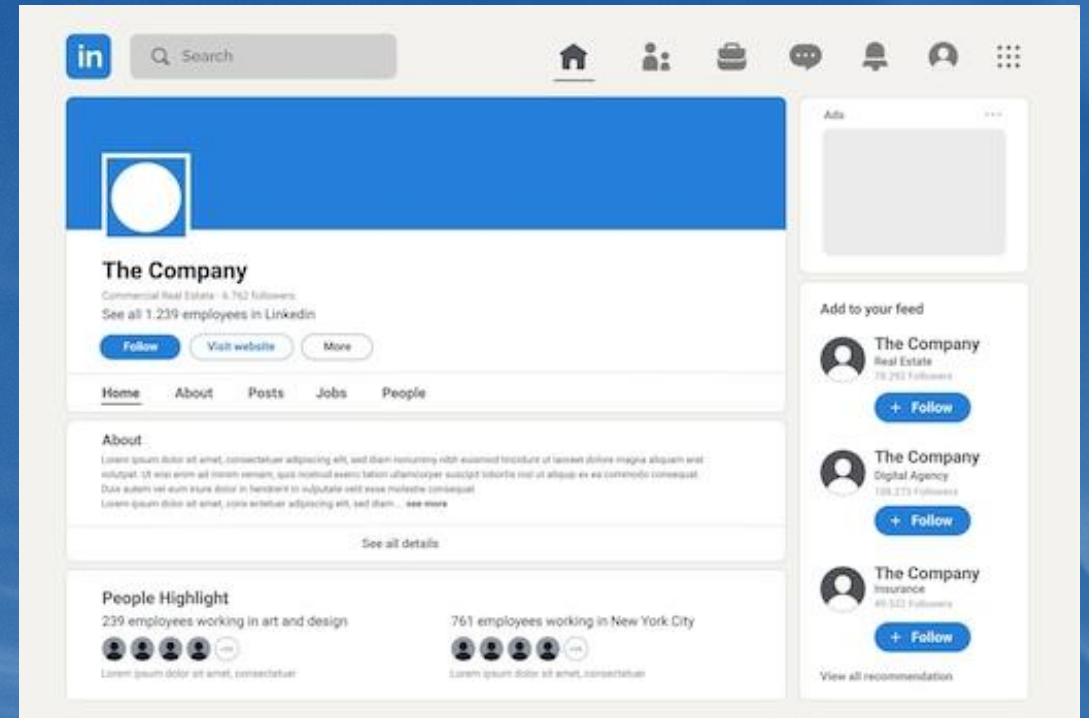 in
Search
The Company
Commercial Real Estate · 6.762 followers
See all 1.239 employees in Linkedin
Follow
Visit website
More
Home
About
Posts
Jobs
People
About
Lorem ipsum dolor sit amet, consectetuer adipiscing elit, sed diam nonummy nibh euismod tincidunt ut laoreet dolore magna aliquam erat
volutpat. Ut wisi enim ad minim veniam, quis nostrud exerci tation ullamcorper suscipit lobortis nisl ut aliquip ex ea commodo consequat.
Duis autem vel eum iriure dolor in hendrerit in vulputate velit esse molestie consequat
Lorem ipsum dolor sit amet, cons ectetuer adipiscing elit, sed diam... see more
See all details
People Highlight
239 employees working in art and design
Lorem ipsum dolor sit amet, consectetuer
761 employees working in New York City
Lorem ipsum dolor sit amet, consectetuer
Ads
Add to your feed
The Company
Real Estate
Followers
+ Follow
The Company
Digital Agency
Followers
+ Follow
The Company
Insurance
Followers
+ Follow
View all recommendation